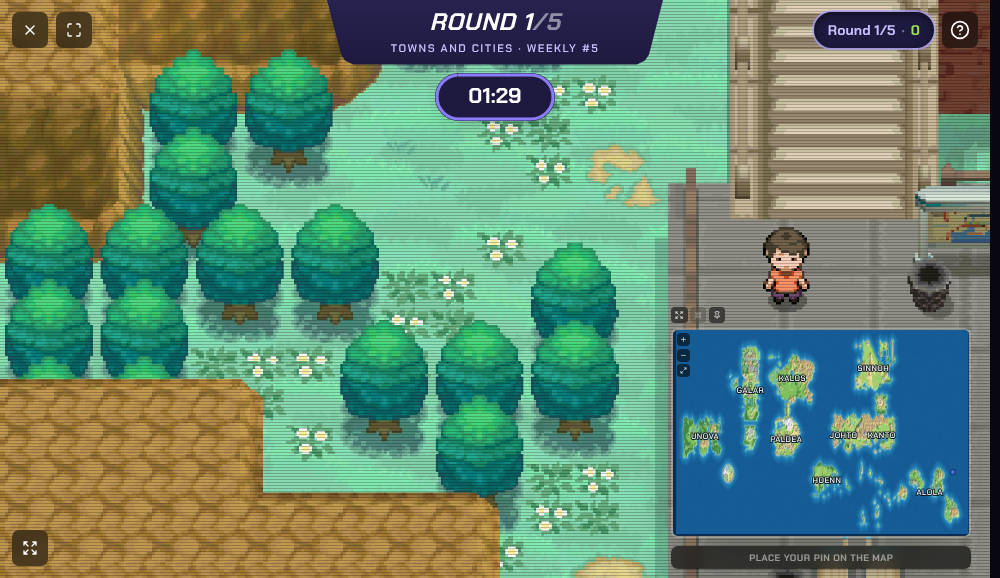 ROUND 1/5
TOWNS AND CITIES · WEEKLY #5
01:29
Round 1/5 · 0
SINNOH
KALOS
GALAR
UNOVA
PALDEA
JOHTO
KANTO
HOENN
ALOLA
PLACE YOUR PIN ON THE MAP